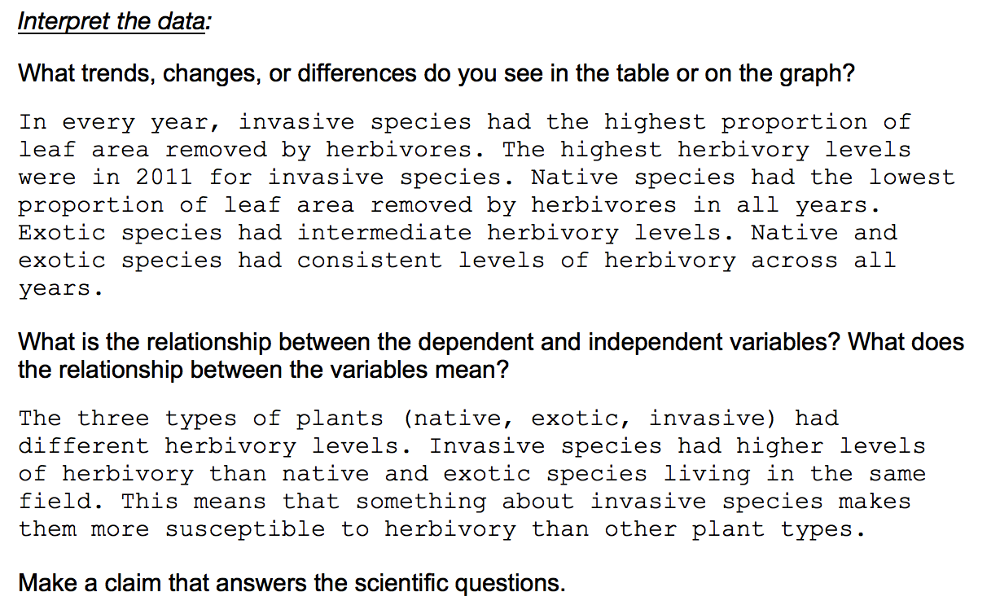 Interpret the data:
What trends, changes, or differences do you see in the table or on the graph?
In every year, invasive species had the highest proportion of
leaf area removed by herbivores. The highest herbivory levels
were in 2011 for invasive species. Native species had the lowest
proportion of leaf area removed by herbivores in all years.
Exotic species had intermediate herbivory levels. Native and
exotic species had consistent levels of herbivory across all
years.
What is the relationship between the dependent and independent variables? What does
the relationship between the variables mean?
The three types of plants (native, exotic, invasive) had
different herbivory levels. Invasive species had higher levels
of herbivory than native and exotic species living in the same
field. This means that something about invasive species makes
them more susceptible to herbivory than other plant types.
Make a claim that answers the scientific questions.